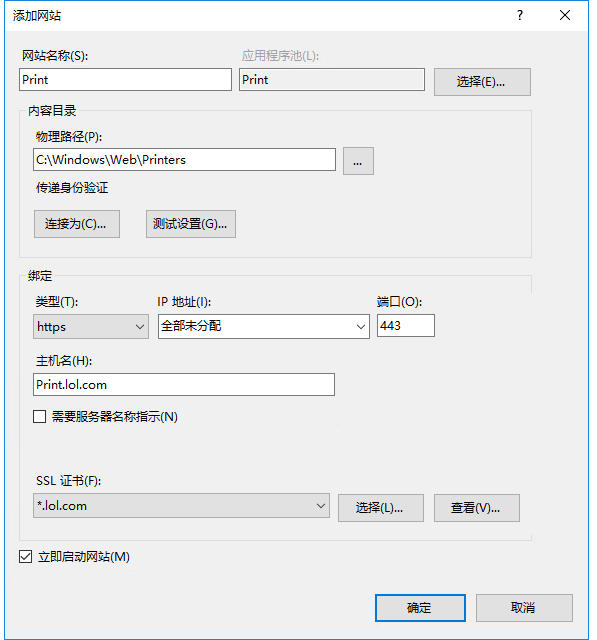 添加网站
网站名称(S):
应用程序池(L):
Print
Print
选择(E)...
内容目录
物理路径(P):
C:\Windows\Web\Printers
...
传递身份验证
连接为(C)...
测试设置(G)...
绑定
类型(T):
IP 地址(I):
端口(O):
https
全部未分配
443
主机名(H):
Print.lol.com
需要服务器名称指示(N)
SSL 证书(F):
*.lol.com
选择(L)...
查看(V)...
立即启动网站(M)
确定
取消